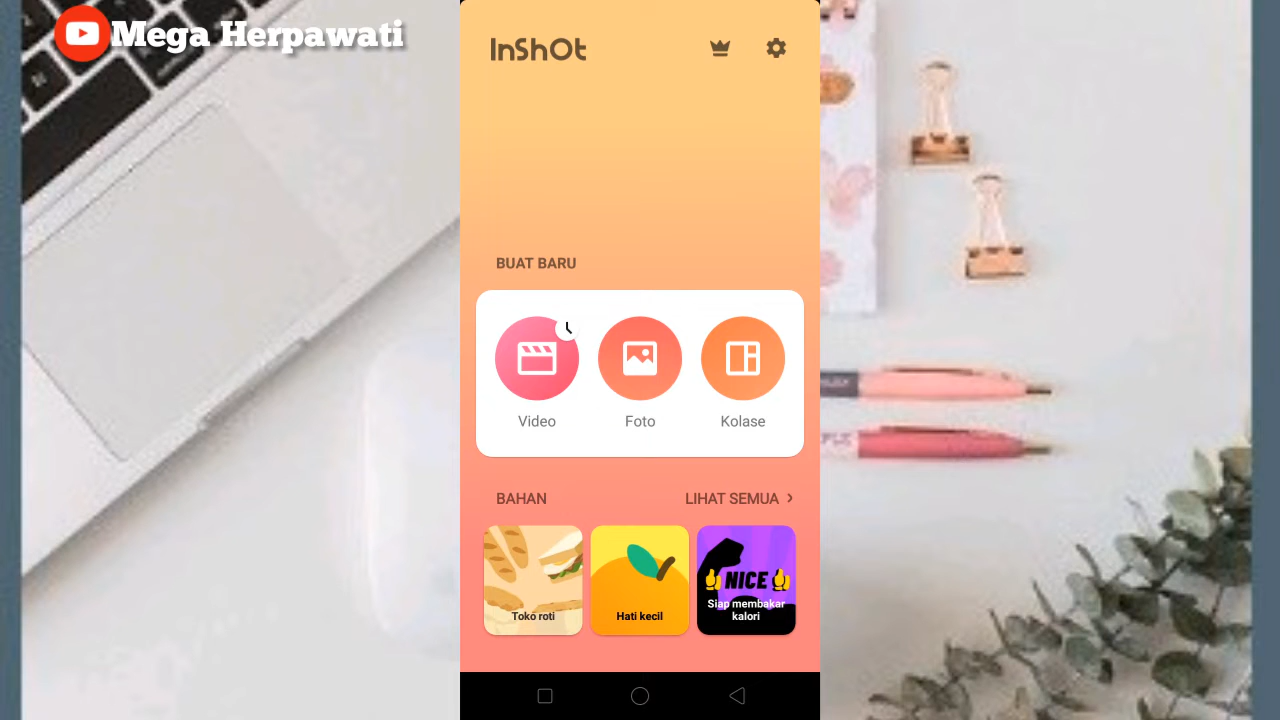 Mega Herpawati
InShOt
BUAT BARU
Video
Foto
Kolase
BAHAN
LIHAT SEMUA
Toko roti
Hati kecil
NICE
Siap membakar
kalori